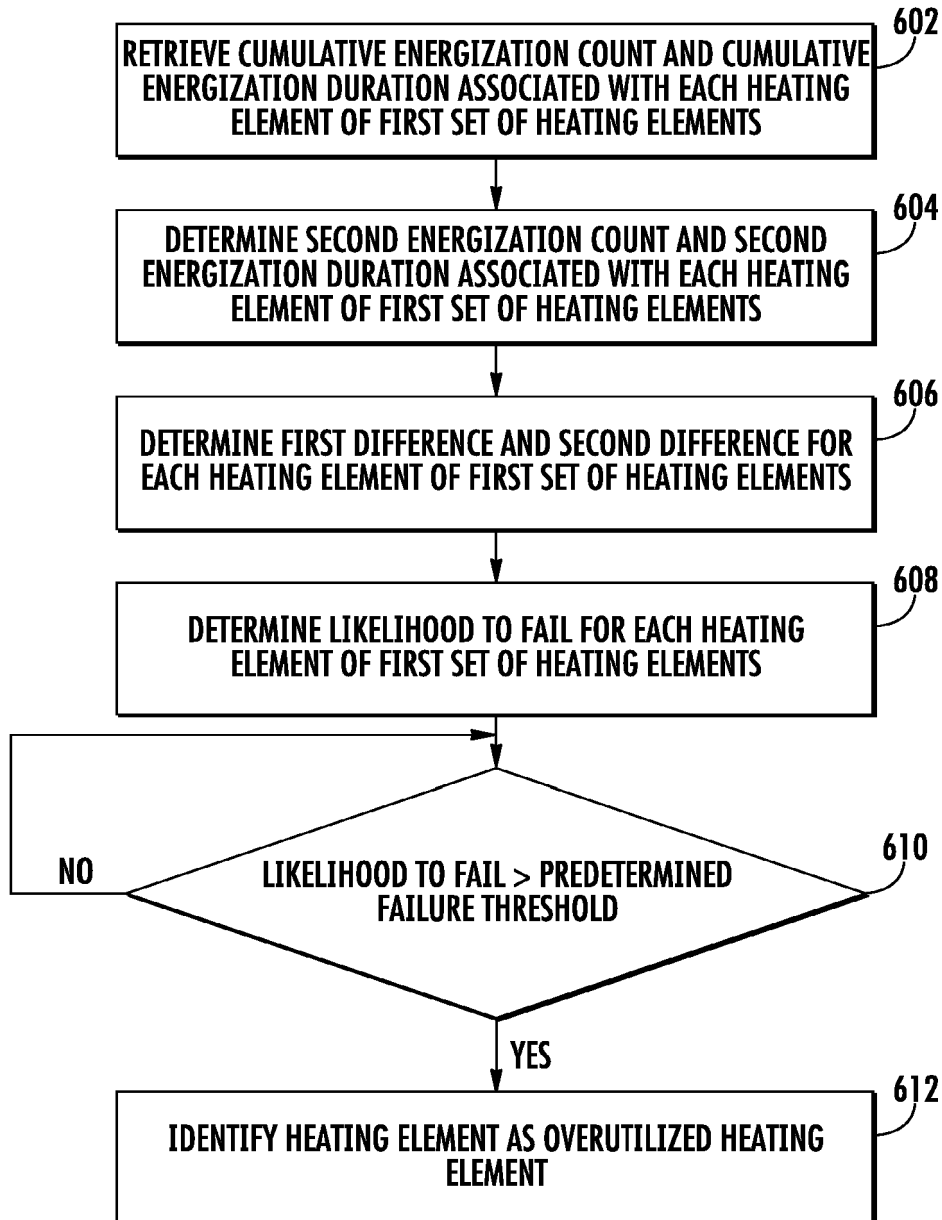 602
RETRIEVE CUMULATIVE ENERGIZATION COUNT AND CUMULATIVE
ENERGIZATION DURATION ASSOCIATED WITH EACH HEATING
ELEMENT OF FIRST SET OF HEATING ELEMENTS
604
DETERMINE SECOND ENERGIZATION COUNT AND SECOND
ENERGIZATION DURATION ASSOCIATED WITH EACH HEATING
ELEMENT OF FIRST SET OF HEATING ELEMENTS
606
DETERMINE FIRST DIFFERENCE AND SECOND DIFFERENCE FOR
EACH HEATING ELEMENT OF FIRST SET OF HEATING ELEMENTS
608
DETERMINE LIKELIHOOD TO FAIL FOR EACH HEATING
ELEMENT OF FIRST SET OF HEATING ELEMENTS
610
NO
LIKELIHOOD TO FAIL > PREDETERMINED
FAILURE THRESHOLD
YES
612
IDENTIFY HEATING ELEMENT AS OVERUTILIZED HEATING
ELEMENT